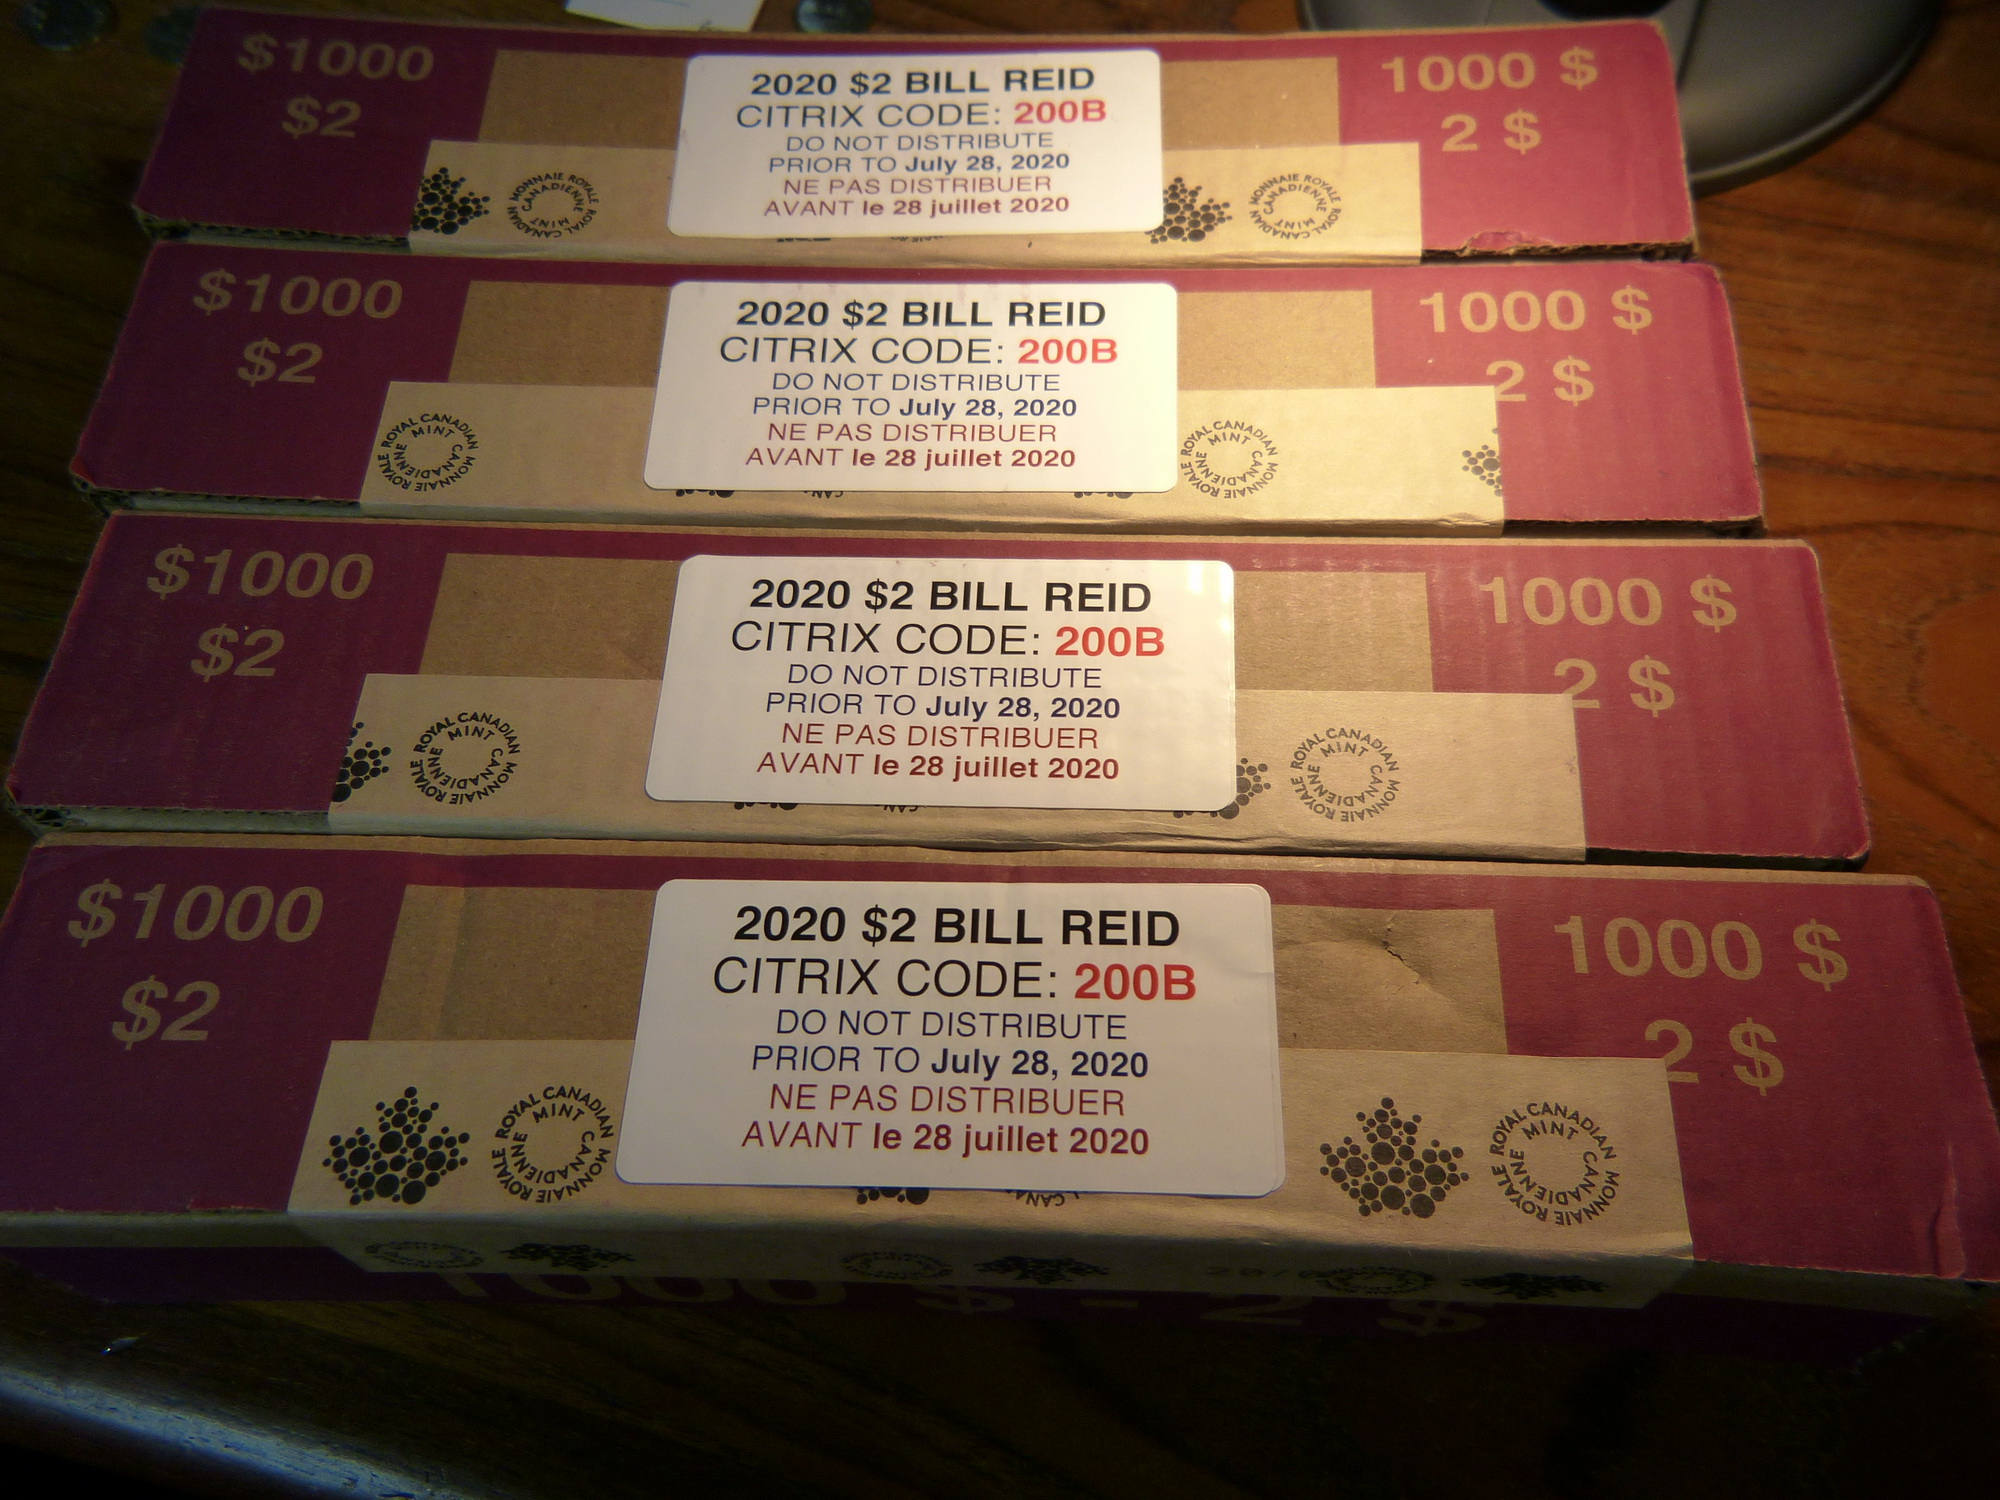 $1000
$2
2020 $2 BILL REID
CITRIX CODE: 200B
DO NOT DISTRIBUTE
PRIOR TO July 28, 2020
NE PAS DISTRIBUER
AVANT le 28 juillet 2020
1000 $
2 $
MONNAIE ROYALE CANADIENNE
ROYAL CANADIAN MINT
MONNAIE ROYALE CANADIENNE
ROYAL CANADIAN MINT
$1000
$2
2020 $2 BILL REID
CITRIX CODE: 200B
DO NOT DISTRIBUTE
PRIOR TO July 28, 2020
NE PAS DISTRIBUER
AVANT le 28 juillet 2020
1000 $
2 $
ROYAL CANADIAN MINT
MONNAIE ROYALE CANADIENNE
ROYAL CANADIAN MINT
MONNAIE ROYALE CANADIENNE
$1000
$2
2020 $2 BILL REID
CITRIX CODE: 200B
DO NOT DISTRIBUTE
PRIOR TO July 28, 2020
NE PAS DISTRIBUER
AVANT le 28 juillet 2020
1000 $
2 $
ROYAL CANADIAN MINT
MONNAIE ROYALE CANADIENNE
ROYAL CANADIAN MINT
MONNAIE ROYALE CANADIENNE
$1000
$2
2020 $2 BILL REID
CITRIX CODE: 200B
DO NOT DISTRIBUTE
PRIOR TO July 28, 2020
NE PAS DISTRIBUER
AVANT le 28 juillet 2020
1000 $
2 $
ROYAL CANADIAN MINT
MONNAIE ROYALE CANADIENNE
ROYAL CANADIAN MINT
MONNAIE ROYALE CANADIENNE
1000 $ - 2 $